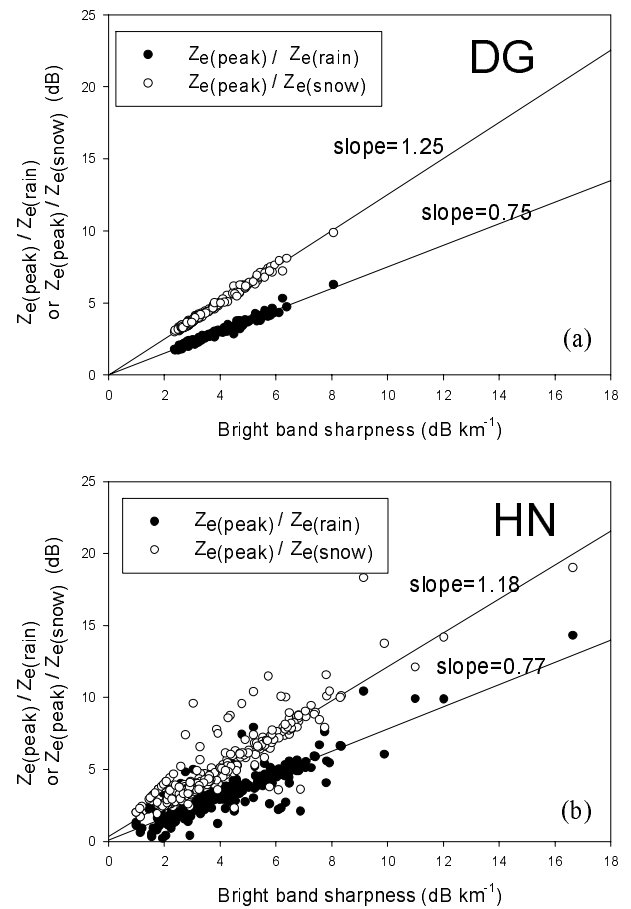 25
20
15
10
5
0
Ze(peak) / Ze(rain)
or Ze(peak) / Ze(snow) (dB)
Ze(peak) / Ze(rain)
Ze(peak) / Ze(snow)
DG
slope=1.25
slope=0.75
(a)
0 2 4 6 8 10 12 14 16 18
Bright band sharpness (dB km-1)
25
20
15
10
5
0
Ze(peak) / Ze(rain)
or Ze(peak) / Ze(snow) (dB)
Ze(peak) / Ze(rain)
Ze(peak) / Ze(snow)
HN
slope=1.18
slope=0.77
(b)
0 2 4 6 8 10 12 14 16 18
Bright band sharpness (dB km-1)